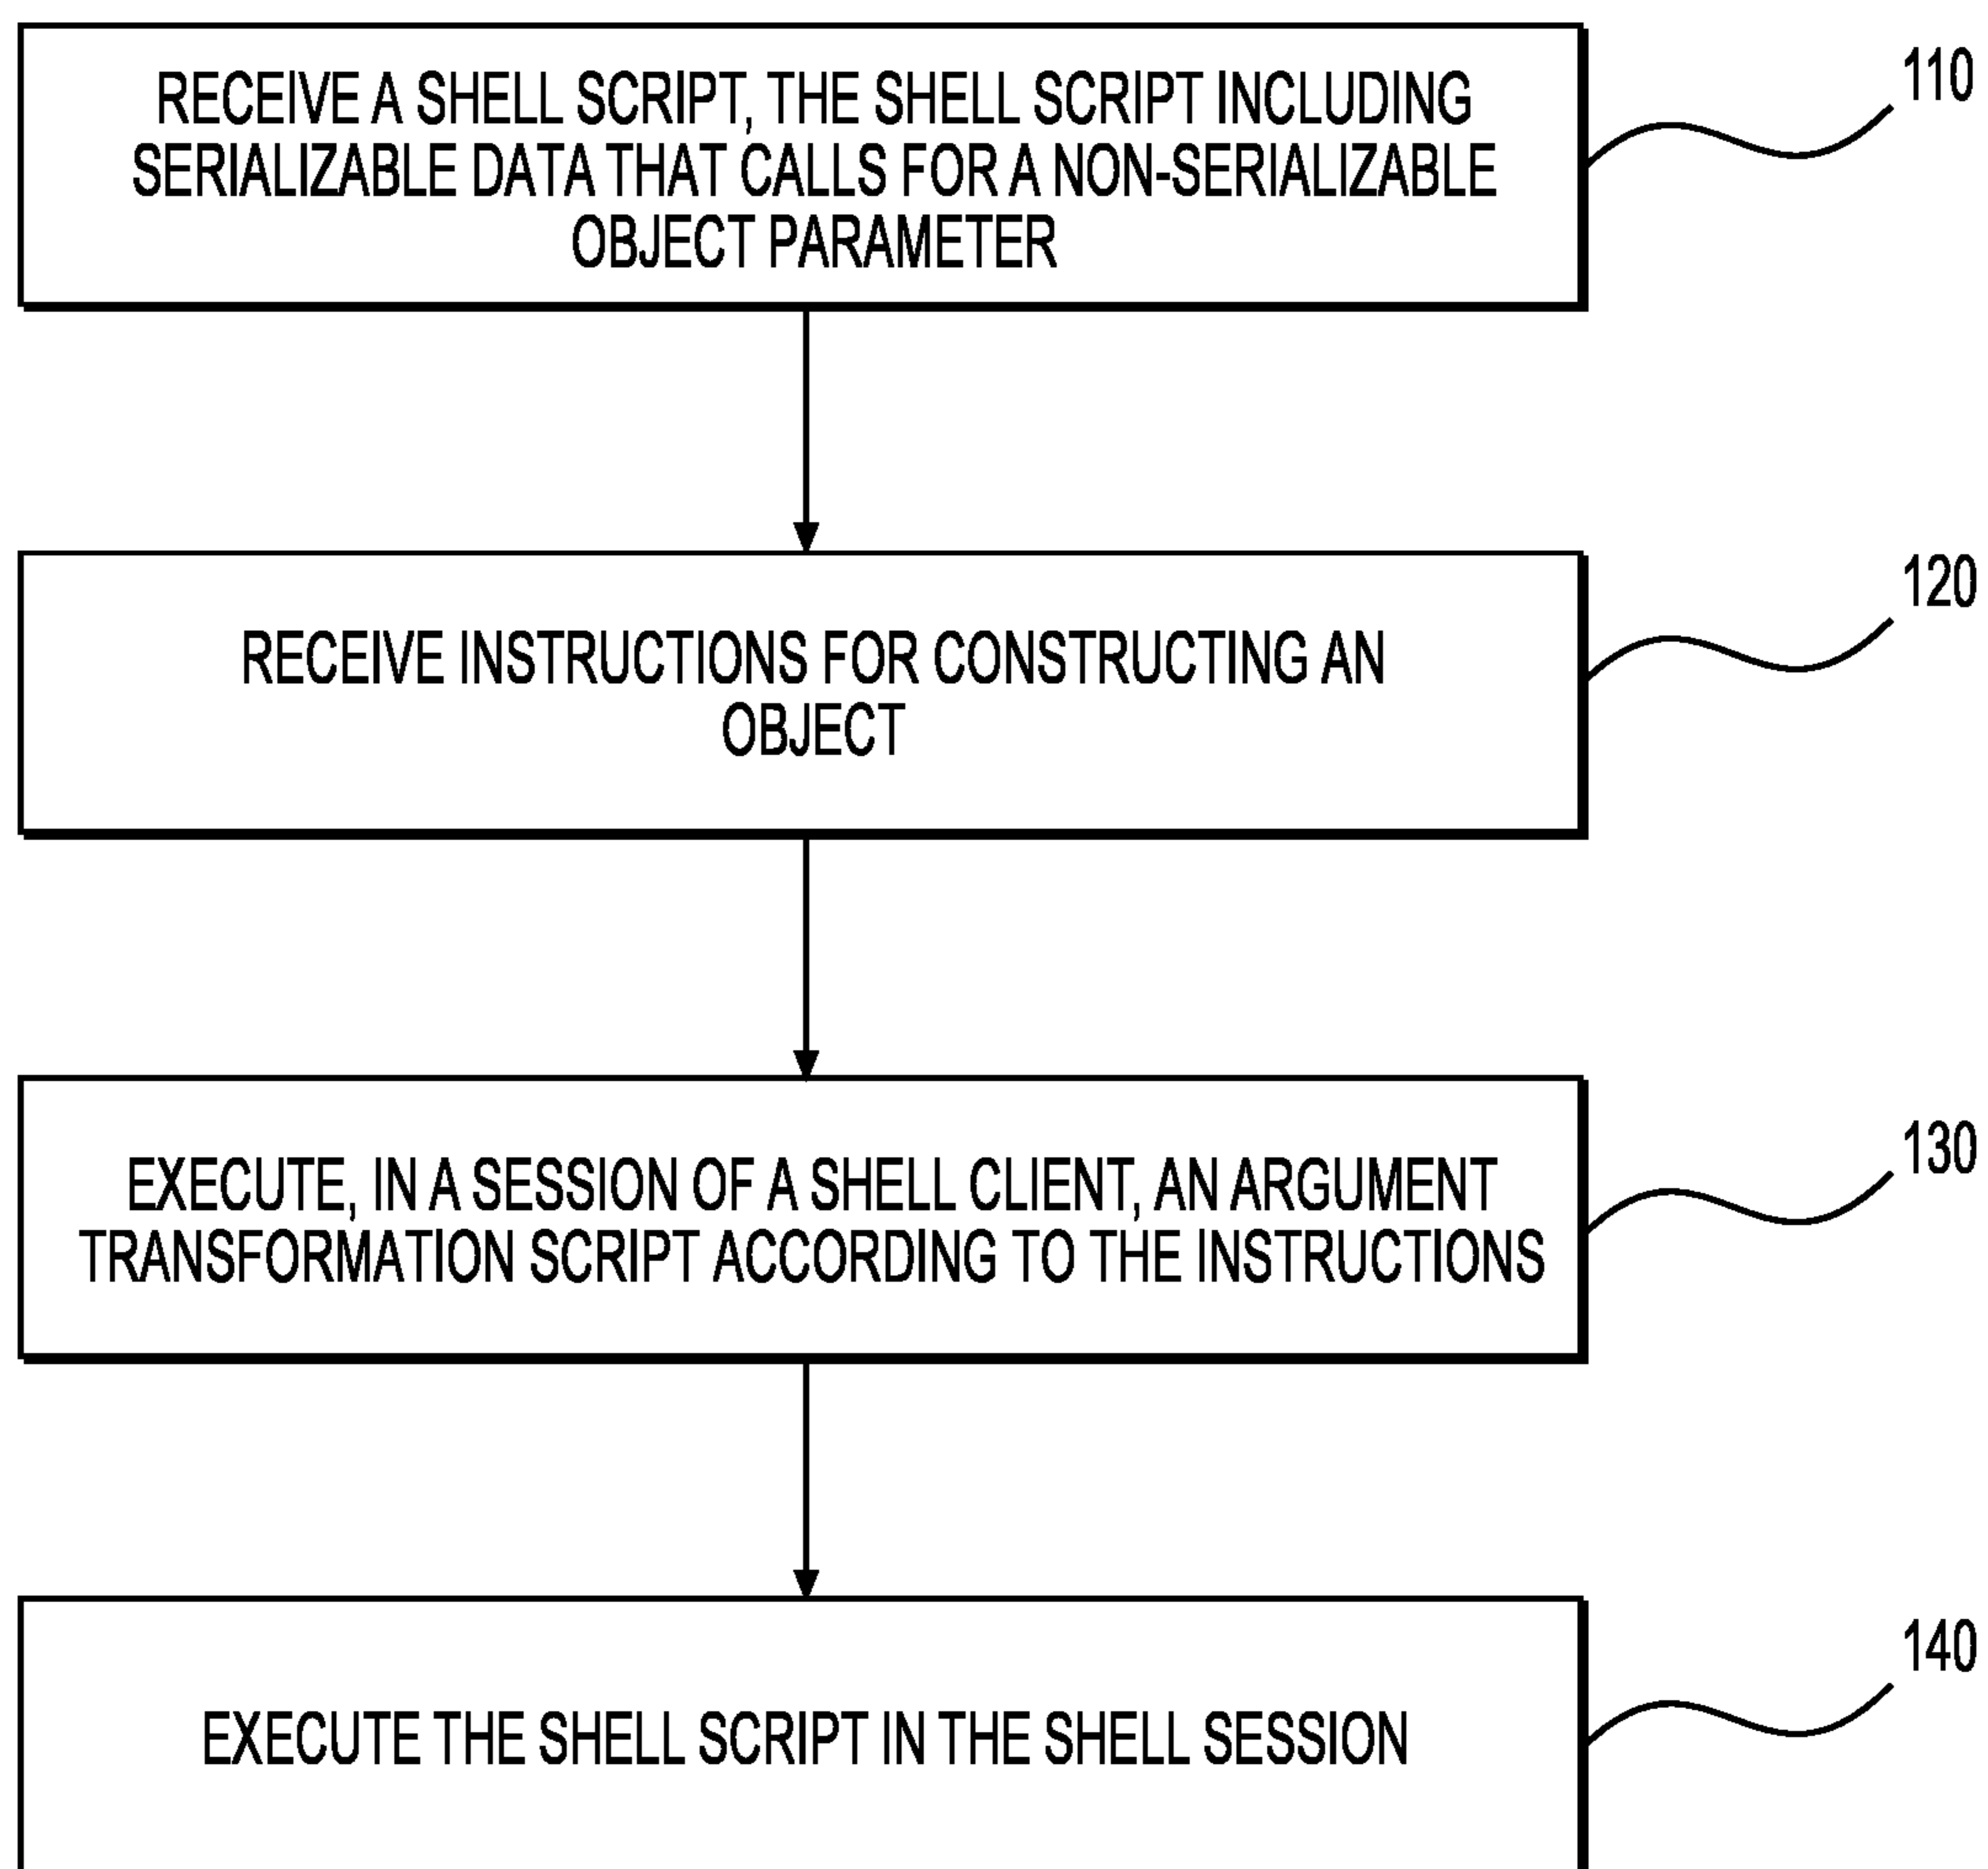 RECEIVE A SHELL SCRIPT, THE SHELL SCRIPT INCLUDING
SERIALIZABLE DATA THAT CALLS FOR A NON-SERIALIZABLE
OBJECT PARAMETER
110
RECEIVE INSTRUCTIONS FOR CONSTRUCTING AN
OBJECT
120
EXECUTE, IN A SESSION OF A SHELL CLIENT, AN ARGUMENT
TRANSFORMATION SCRIPT ACCORDING TO THE INSTRUCTIONS
130
EXECUTE THE SHELL SCRIPT IN THE SHELL SESSION
140